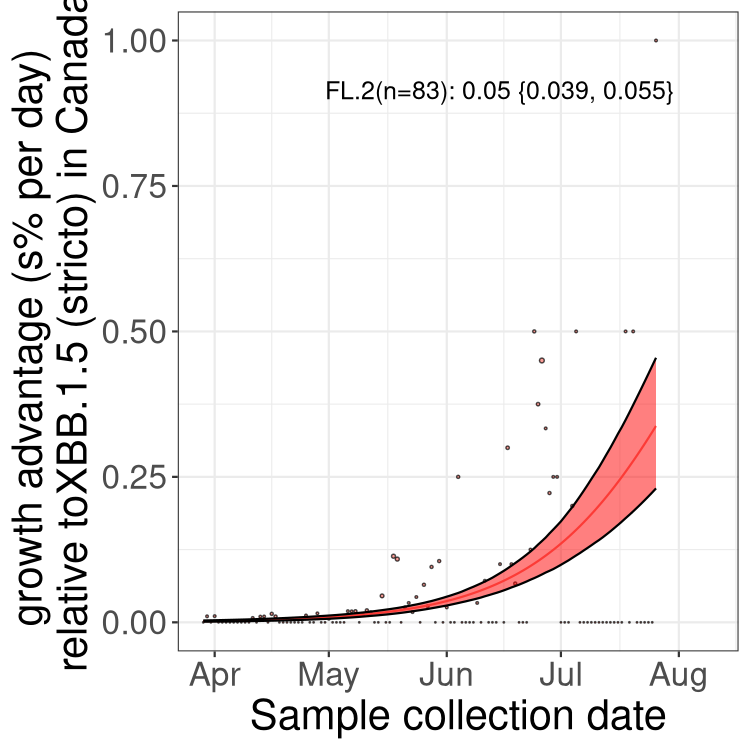 growth advantage (s% per day)
relative toXBB.1.5 (stricto) in Canada
1.00
0.75
0.50
0.25
0.00
FL.2(n=83): 0.05 {0.039, 0.055}
Apr May Jun Jul Aug
Sample collection date